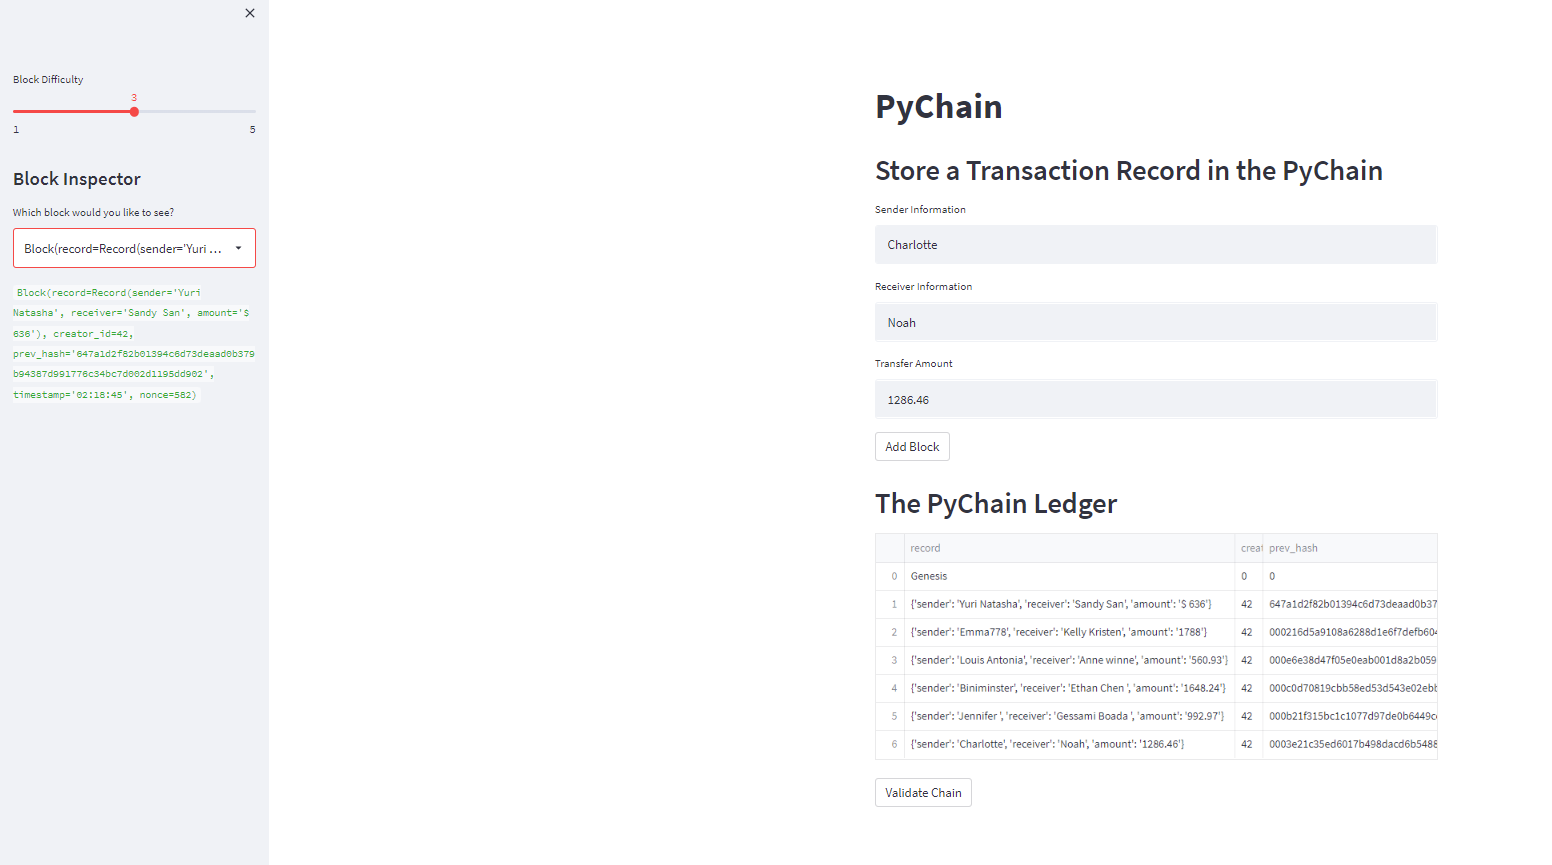 Block Difficulty
3
1 5
Block Inspector
Which block would you like to see?
Block(record=Record(sender='Yuri ...
Block(record=Record(sender='Yuri
Natasha', receiver='Sandy San', amount='$
636'), creator_id=42,
prev_hash='647a1d2f82b01394c6d73deaad0b379
b94387d991776c34bc7d002d1195dd902',
timestamp='02:18:45', nonce=582)
PyChain
Store a Transaction Record in the PyChain
Sender Information
Charlotte
Receiver Information
Noah
Transfer Amount
1286.46
Add Block
The PyChain Ledger
record creat prev_hash
0 Genesis 0 0
1 {'sender': 'Yuri Natasha', 'receiver': 'Sandy San', 'amount': '$ 636'} 42 647a1d2f82b01394c6d73deaad0b37
2 {'sender': 'Emma778', 'receiver': 'Kelly Kristen', 'amount': '1788'} 42 000216d5a9108a6288d1e6f7defb604
3 {'sender': 'Louis Antonia', 'receiver': 'Anne winne', 'amount': '560.93'} 42 000e6e38d47f05e0eab001d8a2b059
4 {'sender': 'Biniminster', 'receiver': 'Ethan Chen ', 'amount': '1648.24'} 42 000c0d70819cbb58ed53d543e02ebb
5 {'sender': 'Jennifer ', 'receiver': 'Gessami Boada ', 'amount': '992.97'} 42 000b21f315bc1c1077d97de0b6449c
6 {'sender': 'Charlotte', 'receiver': 'Noah', 'amount': '1286.46'} 42 0003e21c35ed6017b498dacd6b5488
Validate Chain